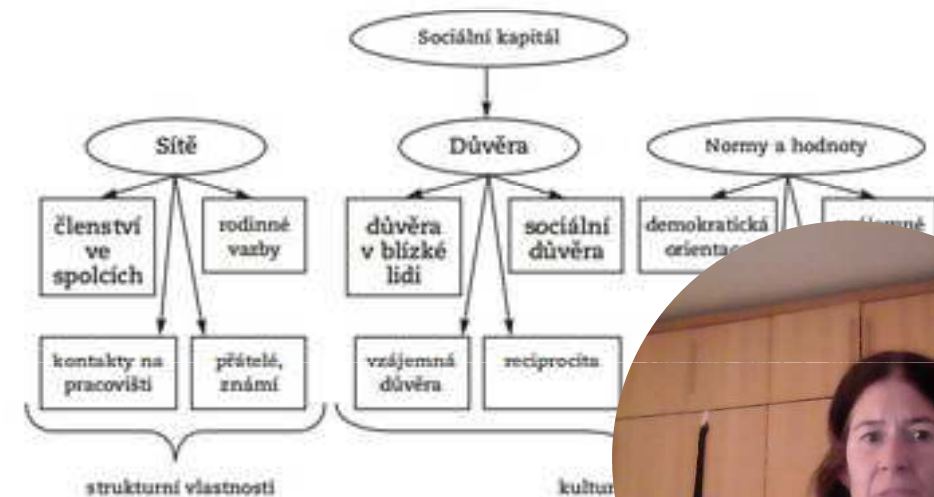 Sociální kapitál
Sítě
Důvěra
Normy a hodnoty
členství
ve
spolcích
rodinné
vazby
důvěra
v blízké
lidi
sociální
důvěra
demokratická
kontakty na
pracovišti
přátelé,
známí
vzájemná
důvěra
reciprocita
strukturní vlastnosti